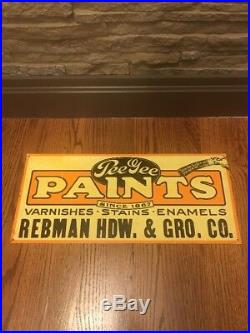 PeeGee
PAINTS
SINCE 1867
VARNISHES · STAINS · ENAMELS
REBMAN HDW. & GRO. CO.